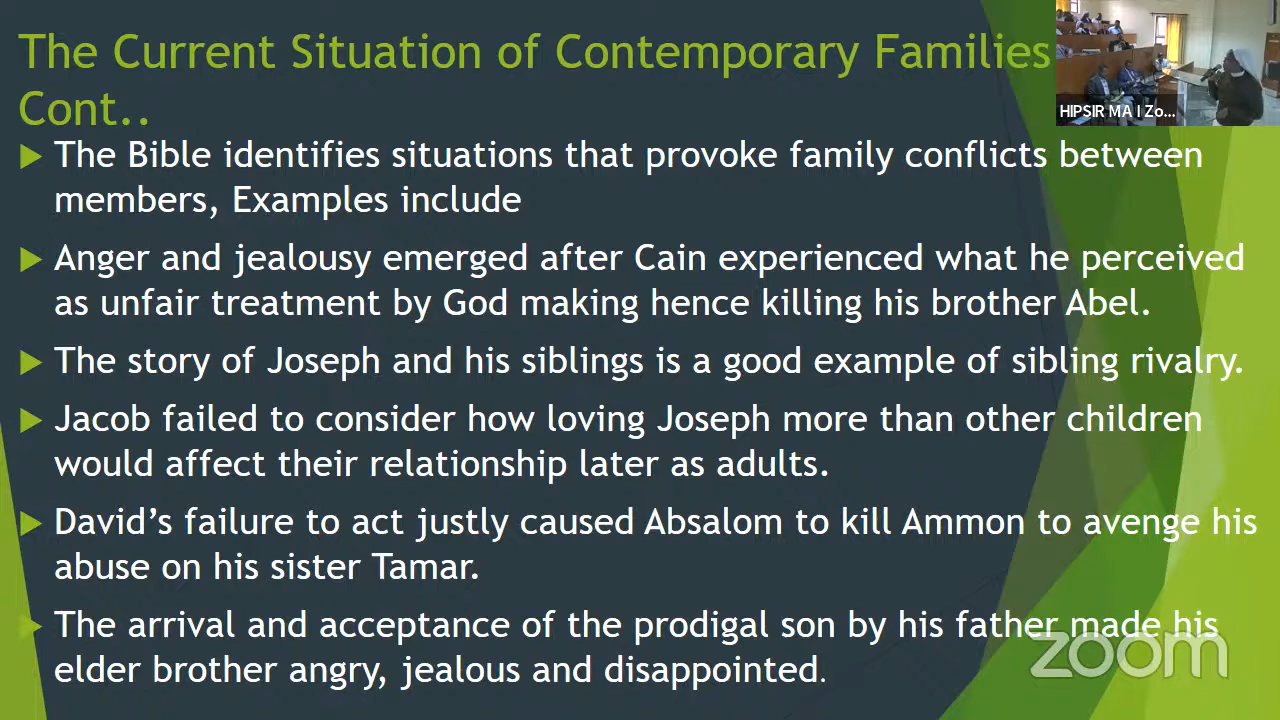 The Current Situation of Contemporary Families
Cont..
HIPSIR MA I Zo...
The Bible identifies situations that provoke family conflicts between
members, Examples include
Anger and jealousy emerged after Cain experienced what he perceived
as unfair treatment by God making hence killing his brother Abel.
The story of Joseph and his siblings is a good example of sibling rivalry.
Jacob failed to consider how loving Joseph more than other children
would affect their relationship later as adults.
David’s failure to act justly caused Absalom to kill Ammon to avenge his
abuse on his sister Tamar.
The arrival and acceptance of the prodigal son by his father made his
elder brother angry, jealous and disappointed.
zoom